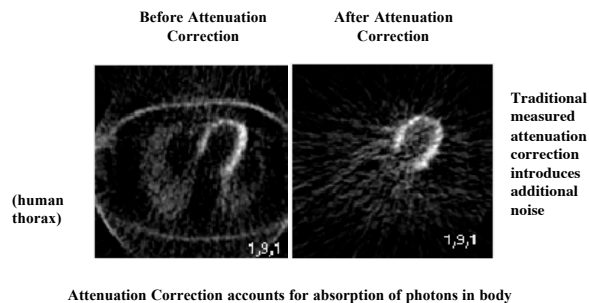 Before Attenuation
Correction
After Attenuation
Correction
(human
thorax)
1,9,1
1,9,1
Traditional
measured
attenuation
correction
introduces
additional
noise
Attenuation Correction accounts for absorption of photons in body